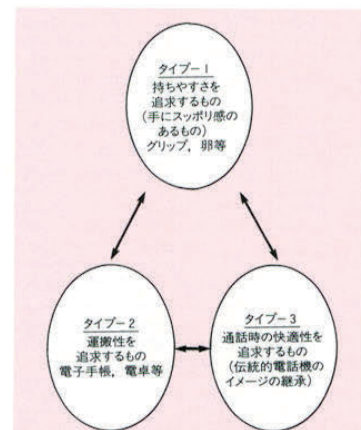 タイプー1
持ちやすさを
追求するもの
(手にスッポリ感の
あるもの)
グリップ，卵等
タイプー2
運搬性を
追求するもの
電子手帳，電卓等
タイプー3
通話時の快適性を
追求するもの
(伝統的電話機の
イメージの継承)